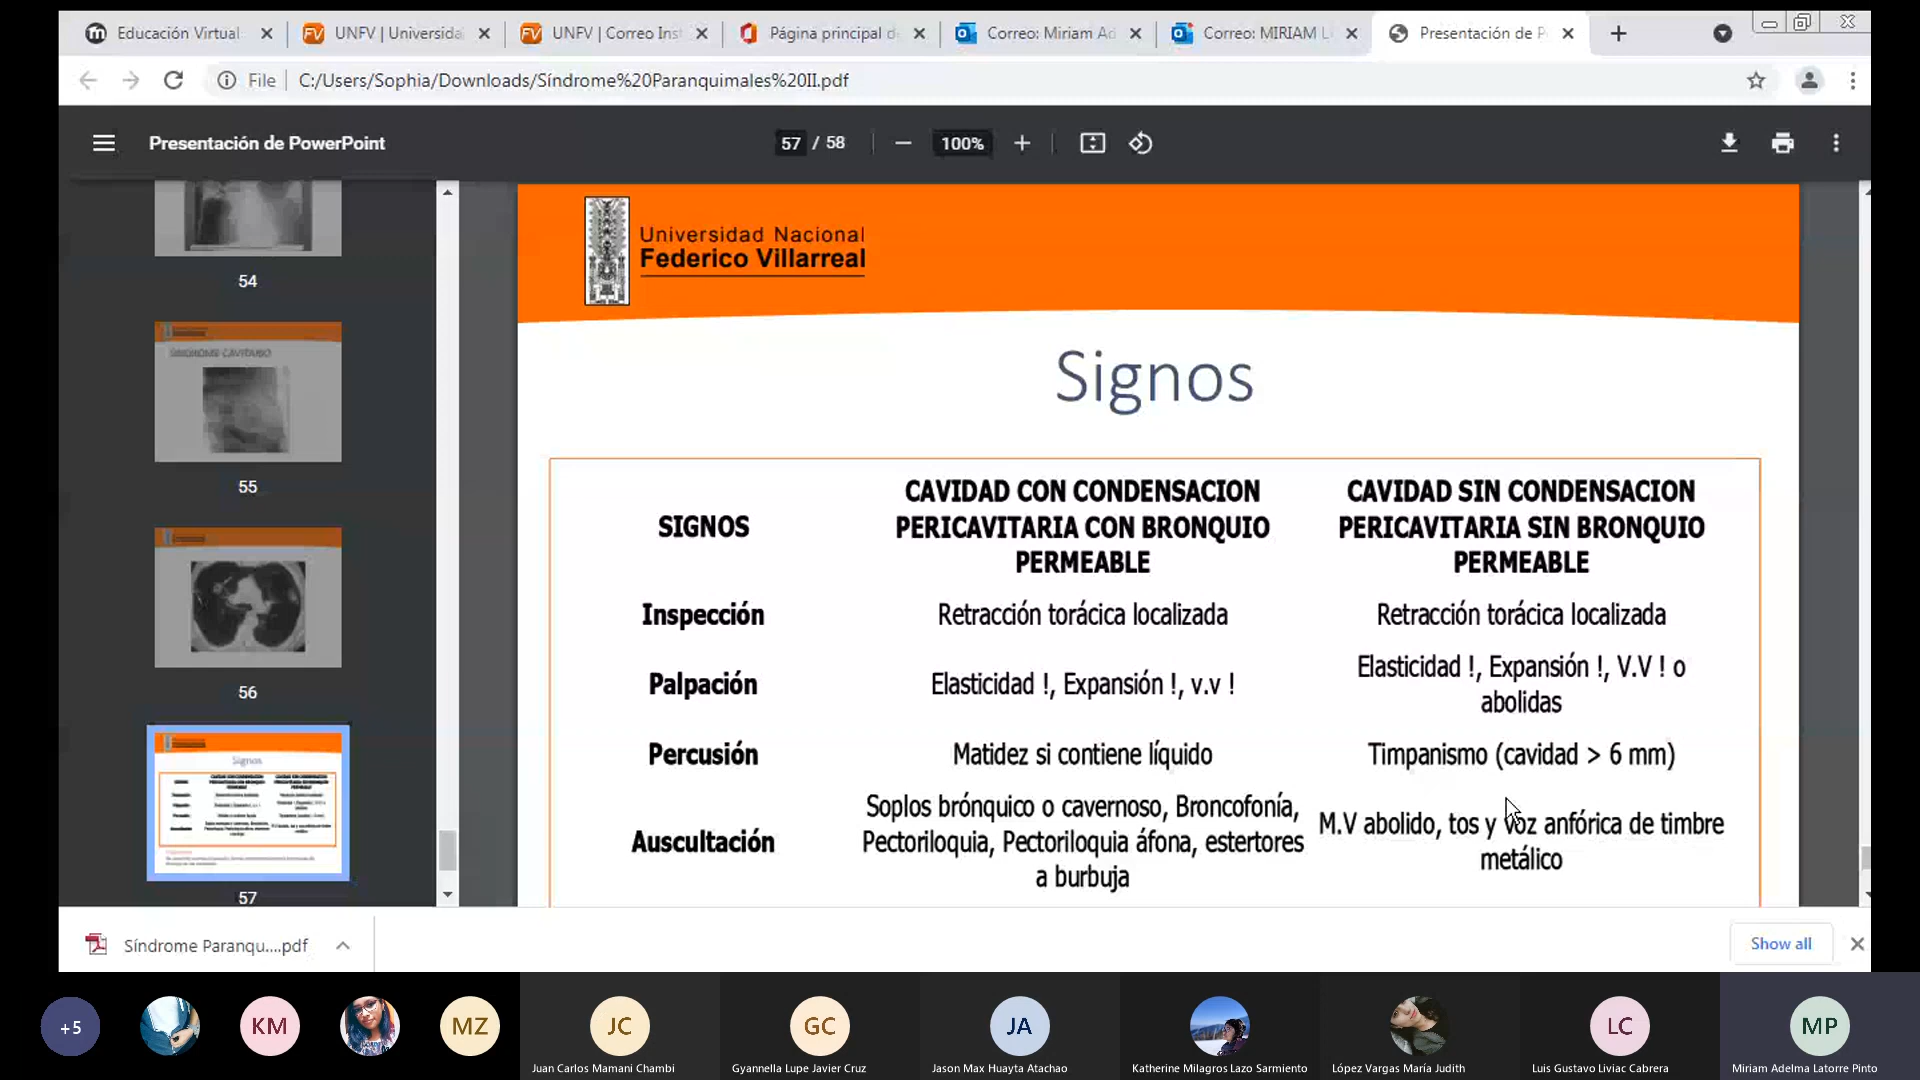 Educación Virtual
UNFV | Universida
UNFV | Correo Inst
Página principal d
Correo: Miriam Ad
Correo: MIRIAM L
Presentación de P
File
C:/Users/Sophia/Downloads/Síndrome%20Paranquimales%20II.pdf
Presentación de PowerPoint
57 / 58
100%
54
SINDROME CAVITARIO
55
56
Signos
57
Universidad Nacional
Federico Villarreal
Signos
SIGNOS
CAVIDAD CON CONDENSACION
PERICAVITARIA CON BRONQUIO
PERMEABLE
CAVIDAD SIN CONDENSACION
PERICAVITARIA SIN BRONQUIO
PERMEABLE
Inspección
Retracción torácica localizada
Retracción torácica localizada
Palpación
Elasticidad !, Expansión !, v.v !
Elasticidad !, Expansión !, V.V ! o
abolidas
Percusión
Matidez si contiene líquido
Timpanismo (cavidad > 6 mm)
Auscultación
Soplos brónquico o cavernoso, Broncofonía,
Pectoriloquia, Pectoriloquia áfona, estertores
a burbuja
M.V abolido, tos y voz anfórica de timbre
metálico
Síndrome Paranqu....pdf
Show all
+5
KM
MZ
JC
GC
JA
LC
MP
Juan Carlos Mamani Chambi
Gyannella Lupe Javier Cruz
Jason Max Huayta Atachao
Katherine Milagros Lazo Sarmiento
López Vargas María Judith
Luis Gustavo Liviac Cabrera
Miriam Adelma Latorre Pinto